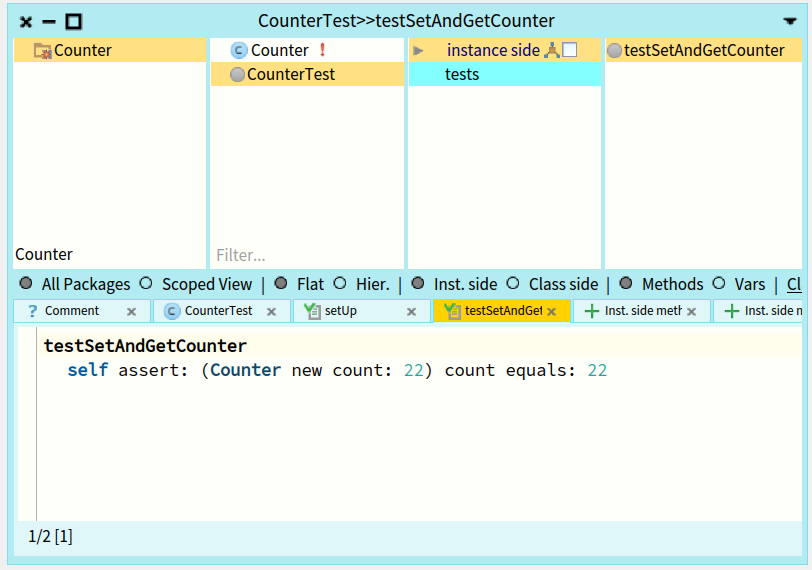 CounterTest>>testSetAndGetCounter
Counter
Counter
Counter !
CounterTest
Filter...
instance side
tests
testSetAndGetCounter
All Packages Scoped View | Flat Hier. | Inst. side Class side | Methods Vars | Cl
? Comment CounterTest setUp testSetAndGet Inst. side meth Inst. side m
testSetAndGetCounter
self assert: (Counter new count: 22) count equals: 22
1/2 [1]